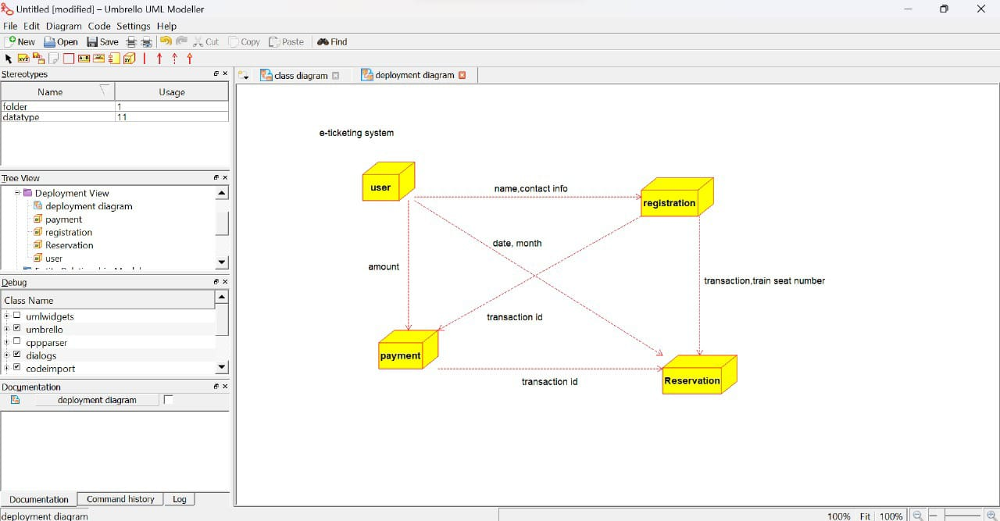 Untitled [modified] – Umbrello UML Modeller
File Edit Diagram Code Settings Help
New Open Save Cut Copy Paste Find
Stereotypes
Name Usage
folder 1
datatype 11
Tree View
Deployment View
deployment diagram
payment
registration
Reservation
user
Debug
Class Name
umlwidgets
umbrello
cppparser
dialogs
codeimport
Documentation
deployment diagram
Documentation Command history Log
class diagram deployment diagram
e-ticketing system
user
name,contact info
registration
date, month
amount
transaction,train seat number
transaction id
payment
Reservation
transaction id
deployment diagram
100% Fit 100%